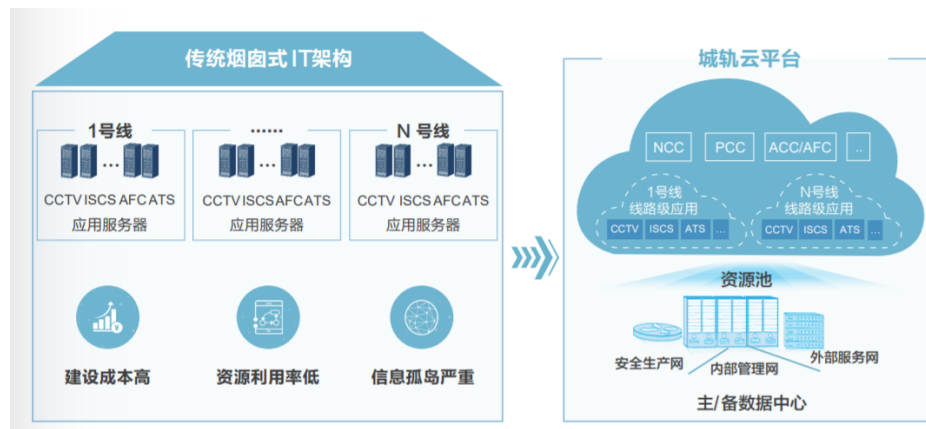 传统烟囱式IT架构
1号线
······
N 号线
...
...
...
CCTV ISCS AFC ATS
CCTV ISCS AFC ATS
CCTV ISCS AFC ATS
应用服务器
应用服务器
应用服务器
建设成本高
资源利用率低
信息孤岛严重
城轨云平台
NCC
PCC
ACC/AFC
..
1号线
线路级应用
CCTV ISCS ATS ...
N号线
线路级应用
CCTV ISCS ATS ...
资源池
安全生产网
内部管理网
外部服务网
主/备数据中心